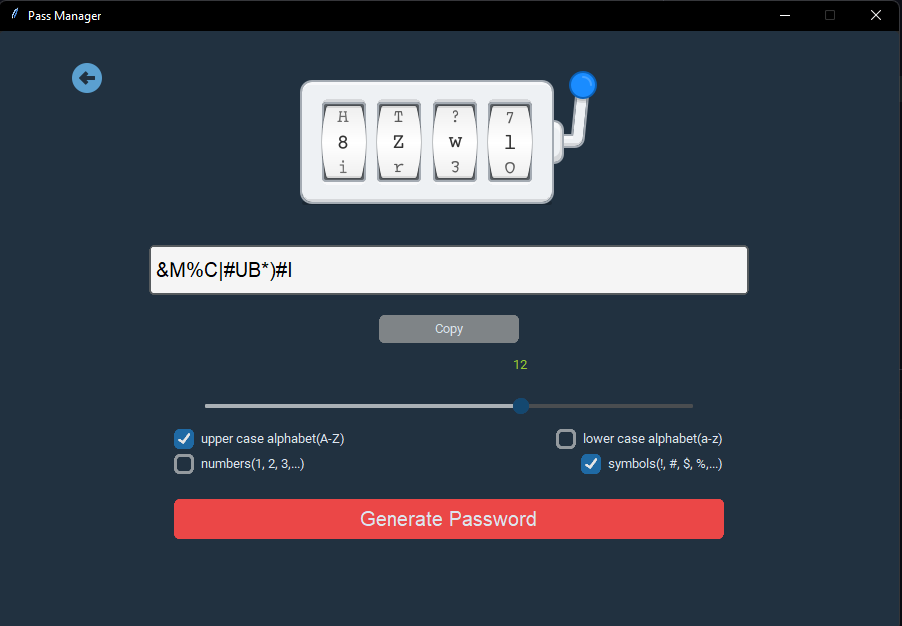 Pass Manager
H T ? 7
8 Z w l
i r 3 O
&M%C|#UB*)#I
Copy
12
upper case alphabet(A-Z) lower case alphabet(a-z)
numbers(1, 2, 3,...) symbols(!, #, $, %,...)
Generate Password